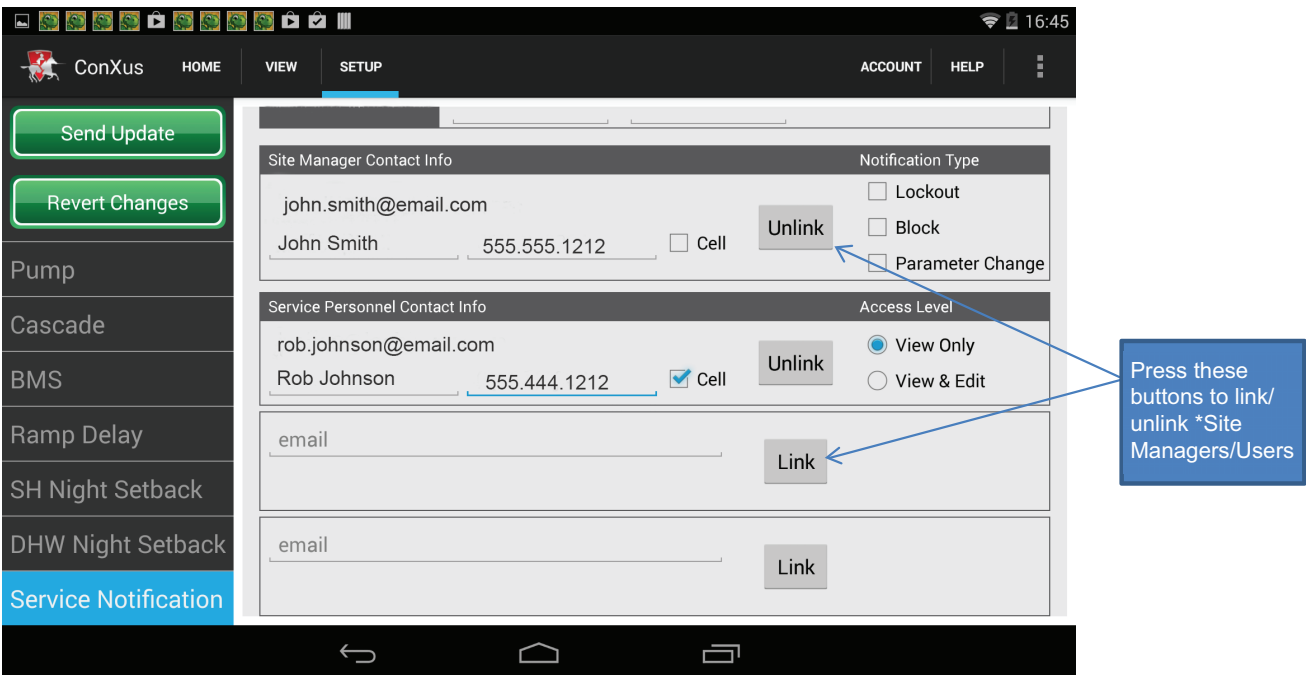 16:45
ConXus HOME VIEW SETUP ACCOUNT HELP
Send Update
Revert Changes
Pump
Cascade
BMS
Ramp Delay
SH Night Setback
DHW Night Setback
Service Notification
Site Manager Contact Info Notification Type
john.smith@email.com
John Smith 555.555.1212 Cell
Unlink
Lockout
Block
Parameter Change
Service Personnel Contact Info Access Level
rob.johnson@email.com
Rob Johnson 555.444.1212 Cell
Unlink
View Only
View & Edit
email
Link
email
Link
Press these
buttons to link/
unlink *Site
Managers/Users